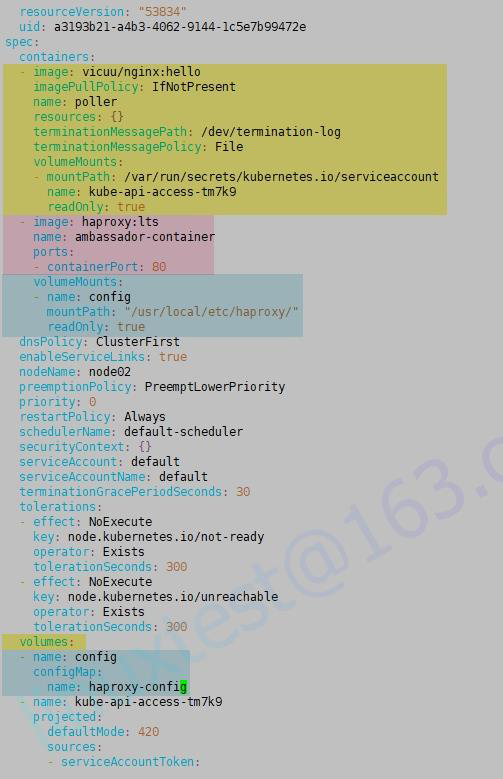 resourceVersion: "53834"
uid: a3193b21-a4b3-4062-9144-1c5e7b99472e
spec:
containers:
- image: vicuu/nginx:hello
imagePullPolicy: IfNotPresent
name: poller
resources: {}
terminationMessagePath: /dev/termination-log
terminationMessagePolicy: File
volumeMounts:
- mountPath: /var/run/secrets/kubernetes.io/serviceaccount
name: kube-api-access-tm7k9
readOnly: true
- image: haproxy:lts
name: ambassador-container
ports:
- containerPort: 80
volumeMounts:
- name: config
mountPath: "/usr/local/etc/haproxy/"
readOnly: true
dnsPolicy: ClusterFirst
enableServiceLinks: true
nodeName: node02
preemptionPolicy: PreemptLowerPriority
priority: 0
restartPolicy: Always
schedulerName: default-scheduler
securityContext: {}
serviceAccount: default
serviceAccountName: default
terminationGracePeriodSeconds: 30
tolerations:
- effect: NoExecute
key: node.kubernetes.io/not-ready
operator: Exists
tolerationSeconds: 300
- effect: NoExecute
key: node.kubernetes.io/unreachable
operator: Exists
tolerationSeconds: 300
volumes:
- name: config
configMap:
name: haproxy-config
- name: kube-api-access-tm7k9
projected:
defaultMode: 420
sources:
- serviceAccountToken: